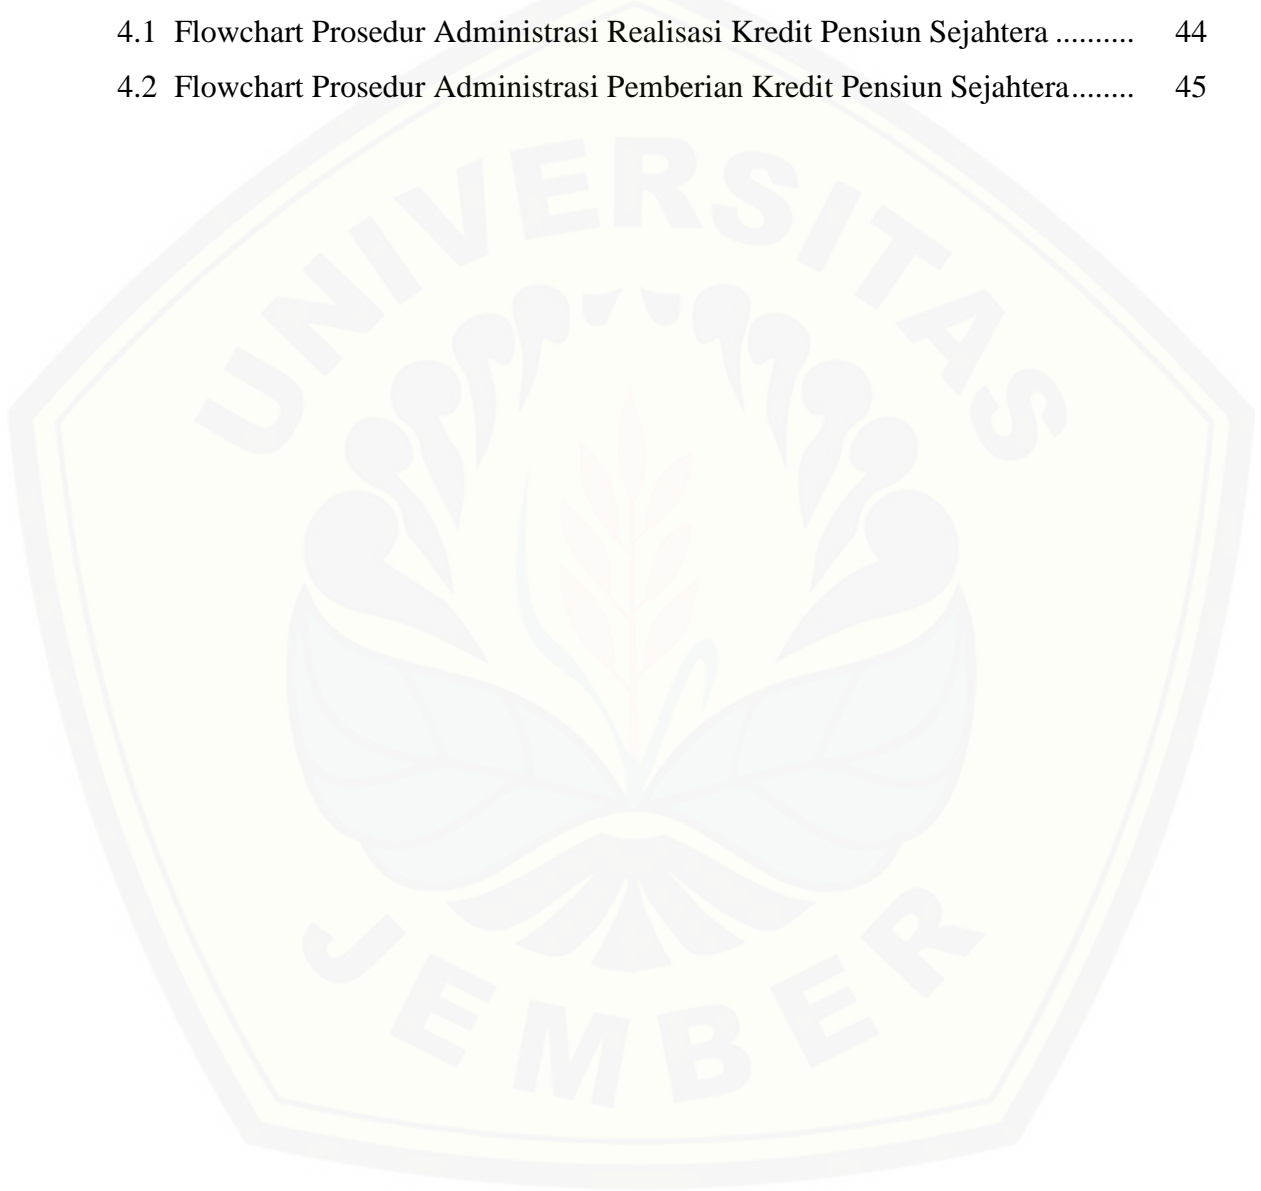 4.1 Flowchart Prosedur Administrasi Realisasi Kredit Pensiun Sejahtera .......... 44
4.2 Flowchart Prosedur Administrasi Pemberian Kredit Pensiun Sejahtera........ 45
UNIVERSITAS
JEMBER